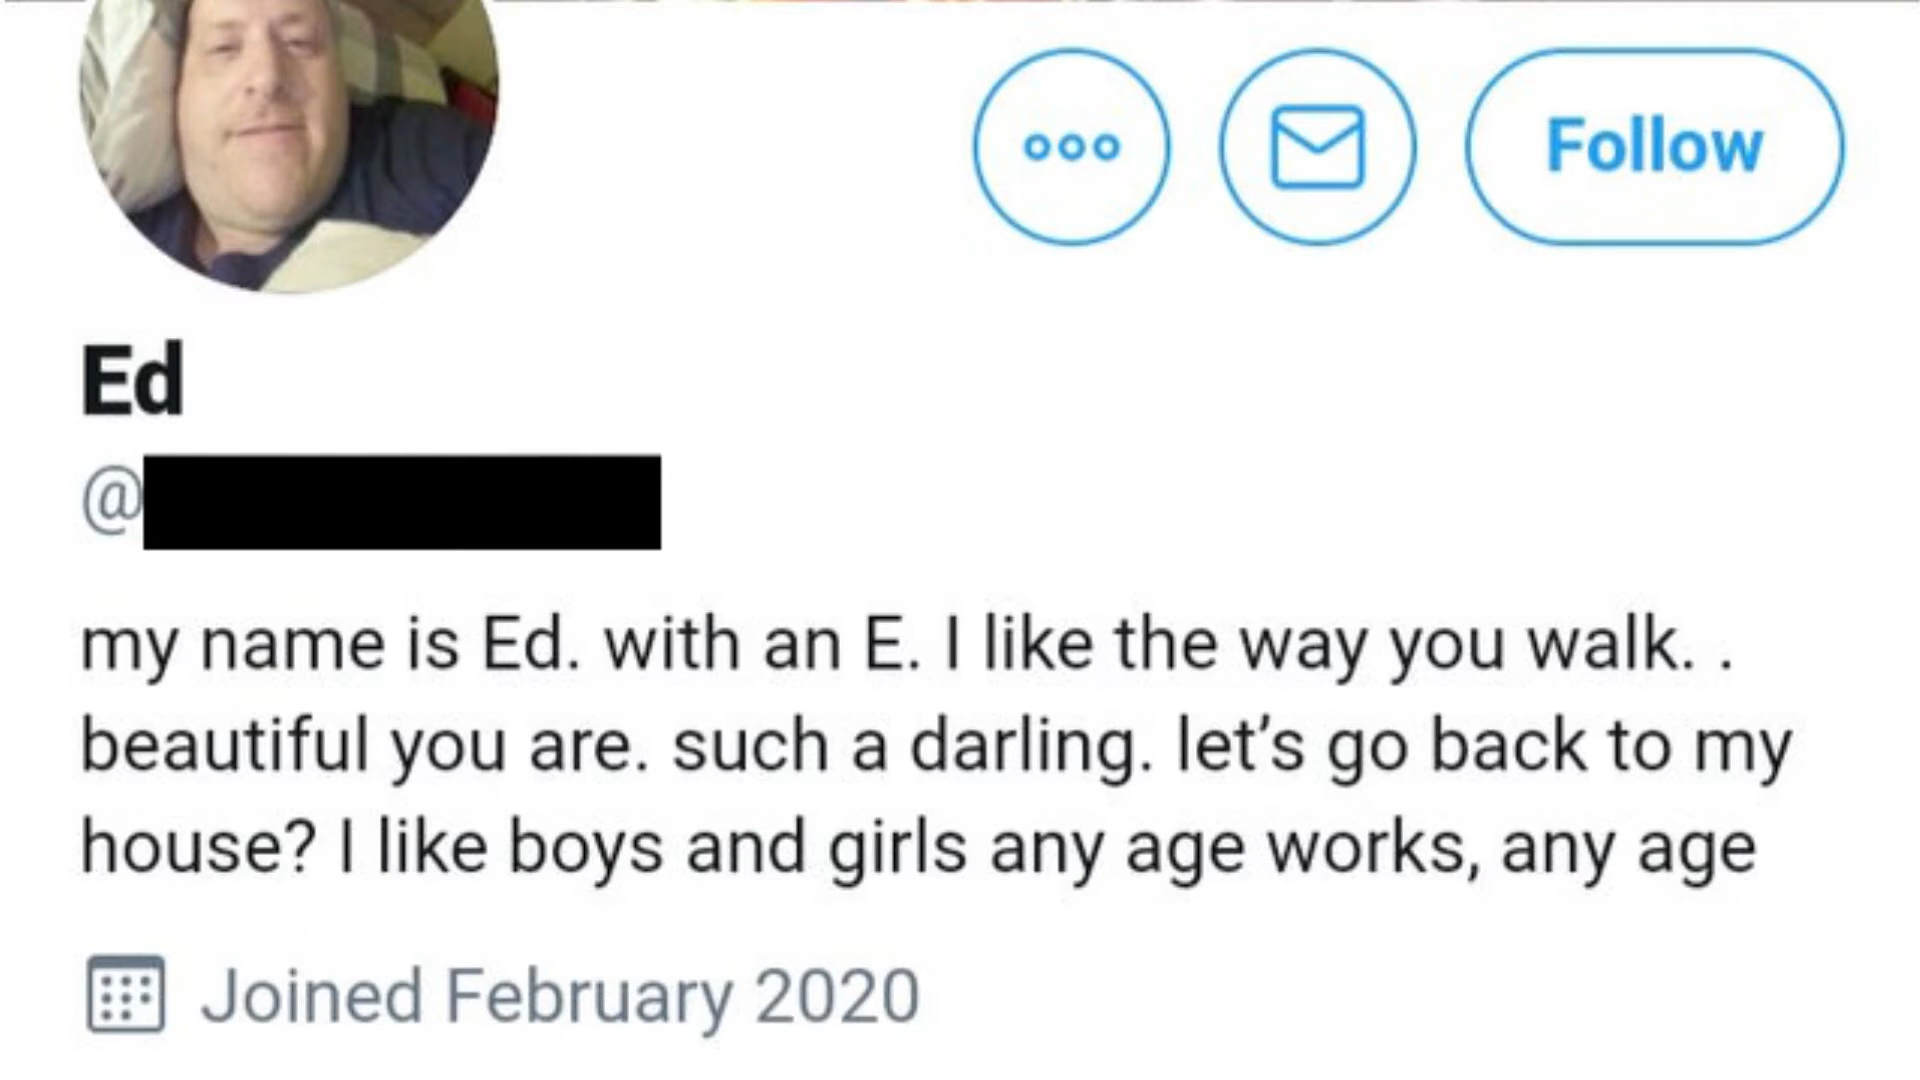 Follow
Ed
@
my name is Ed. with an E. I like the way you walk. .
beautiful you are. such a darling. let's go back to my
house? I like boys and girls any age works, any age
Joined February 2020